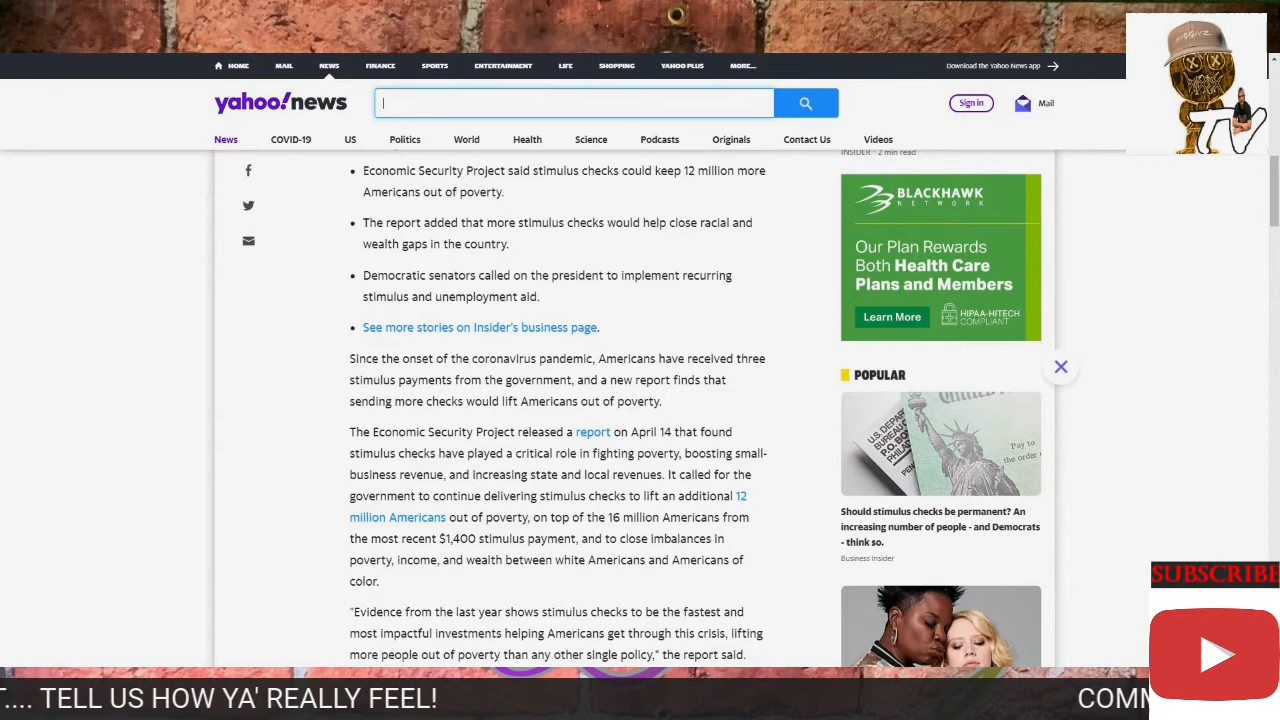 HOME MAIL NEWS FINANCE SPORTS ENTERTAINMENT LIFE SHOPPING YAHOO PLUS MORE... Download the Yahoo News app
yahoo!news
Sign in Mail
News COVID-19 US Politics World Health Science Podcasts Originals Contact Us Videos
TV
• Economic Security Project said stimulus checks could keep 12 million more
Americans out of poverty.
• The report added that more stimulus checks would help close racial and
wealth gaps in the country.
• Democratic senators called on the president to implement recurring
stimulus and unemployment aid.
• See more stories on Insider's business page.
Since the onset of the coronavirus pandemic, Americans have received three
stimulus payments from the government, and a new report finds that
sending more checks would lift Americans out of poverty.
The Economic Security Project released a report on April 14 that found
stimulus checks have played a critical role in fighting poverty, boosting small-
business revenue, and increasing state and local revenues. It called for the
government to continue delivering stimulus checks to lift an additional 12
million Americans out of poverty, on top of the 16 million Americans from
the most recent $1,400 stimulus payment, and to close imbalances in
poverty, income, and wealth between white Americans and Americans of
color.
"Evidence from the last year shows stimulus checks to be the fastest and
most impactful investments helping Americans get through this crisis, lifting
more people out of poverty than any other single policy," the report said.
INSIDER · 2 min read
BLACKHAWK
NETWORK
Our Plan Rewards
Both Health Care
Plans and Members
Learn More
HIPAA-HITECH
COMPLIANT
POPULAR
Pay to
the order
Should stimulus checks be permanent? An
increasing number of people - and Democrats
- think so.
Business Insider
SUBSCRIBE
T.... TELL US HOW YA' REALLY FEEL! COMM